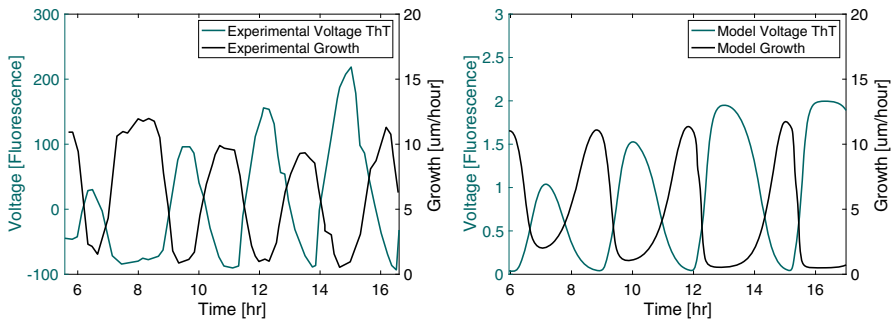 300
200
100
0
-100
Voltage [Fluorescence]
Experimental Voltage ThT
Experimental Growth
20
15
10
5
0
Growth [um/hour]
6 8 10 12 14 16
Time [hr]
3
2.5
2
1.5
1
0.5
0
Voltage [Fluorescence]
Model Voltage ThT
Model Growth
20
15
10
5
0
Growth [um/hour]
6 8 10 12 14 16
Time [hr]